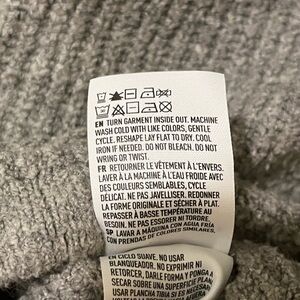 EN TURN GARMENT INSIDE OUT. MACHINE
WASH COLD WITH LIKE COLORS, GENTLE
CYCLE. RESHAPE LAY FLAT TO DRY. COOL
IRON IF NEEDED. DO NOT BLEACH. DO NOT
WRING OR TWIST.
FR RETOURNER LE VÊTEMENT À L'ENVERS.
LAVER À LA MACHINE À L'EAU FROIDE AVEC
DES COULEURS SEMBLABLES, CYCLE
DÉLICAT. NE PAS JAVELLISER. REDONNER
LA FORME ORIGINALE ET SÉCHER À PLAT.
REPASSER À BASSE TEMPÉRATURE AU
BESOIN. NE PAS ESSORER NI TORDRE.
SP LAVAR A MÁQUINA CON AGUA FRÍA
CON PRENDAS DE COLORES SIMILARES.
EN CICLO SUAVE. NO USAR
BLANQUEADOR. NO EXPRIMIR NI
RETORCER. DARLE FORMA Y PONGA A
SECAR SOBRE UNA SUPERFICIE PLANA
USAR PLANCHA TIBIA SI ES NECESARIO